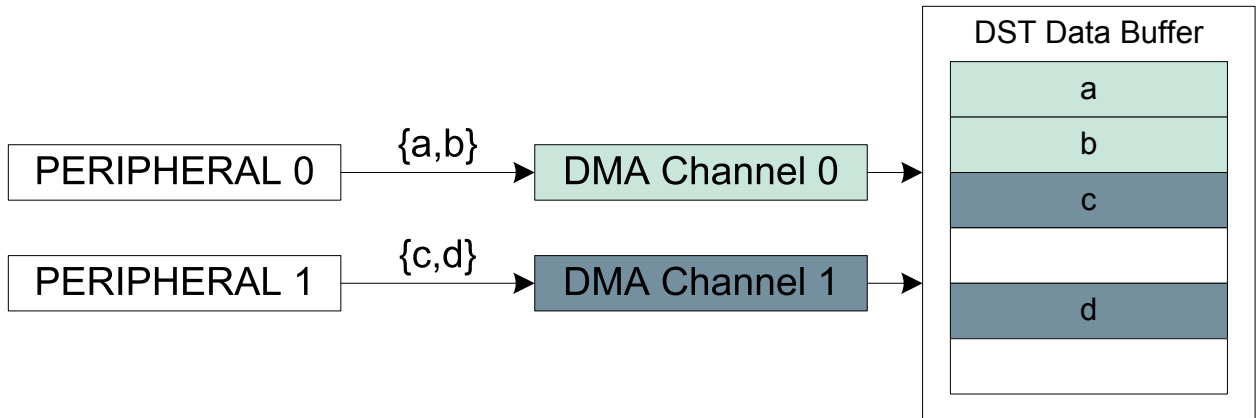 DST Data Buffer
a
b
c
d
{a,b}
PERIPHERAL 0
DMA Channel 0
{c,d}
PERIPHERAL 1
DMA Channel 1